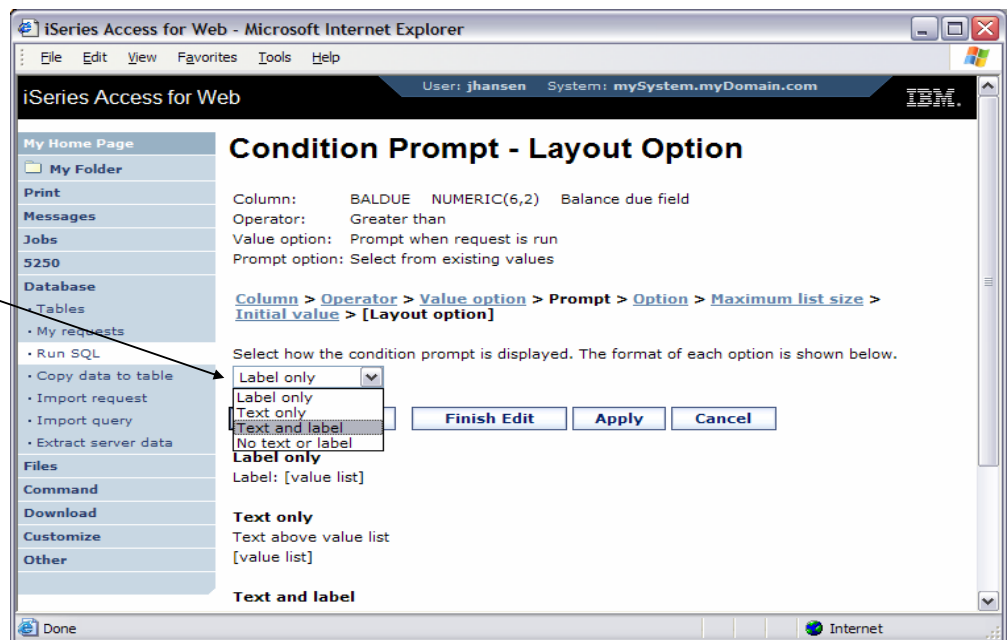 iSeries Access for Web - Microsoft Internet Explorer
File Edit View Favorites Tools Help
iSeries Access for Web
User: jhansen System: mySystem.myDomain.com
IBM.
My Home Page
My Folder
Print
Messages
Jobs
5250
Database
• Tables
• My requests
• Run SQL
• Copy data to table
• Import request
• Import query
• Extract server data
Files
Command
Download
Customize
Other
Condition Prompt - Layout Option
Column: BALDUE NUMERIC(6,2) Balance due field
Operator: Greater than
Value option: Prompt when request is run
Prompt option: Select from existing values
Column > Operator > Value option > Prompt > Option > Maximum list size >
Initial value > [Layout option]
Select how the condition prompt is displayed. The format of each option is shown below.
Label only
Label only
Text only
Text and label
No text or label
Finish Edit Apply Cancel
Label only
Label: [value list]
Text only
Text above value list
[value list]
Text and label
Done
Internet